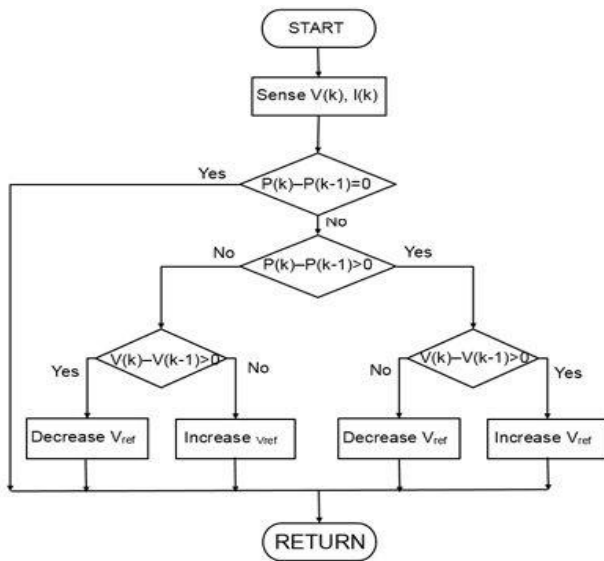 START
Sense V(k), I(k)
Yes
P(k)–P(k-1)=0
No
No
P(k)–P(k-1)>0
Yes
Yes
V(k)–V(k-1)>0
No
No
V(k)–V(k-1)>0
Yes
Decrease Vref
Increase Vref
Decrease Vref
Increase Vref
RETURN